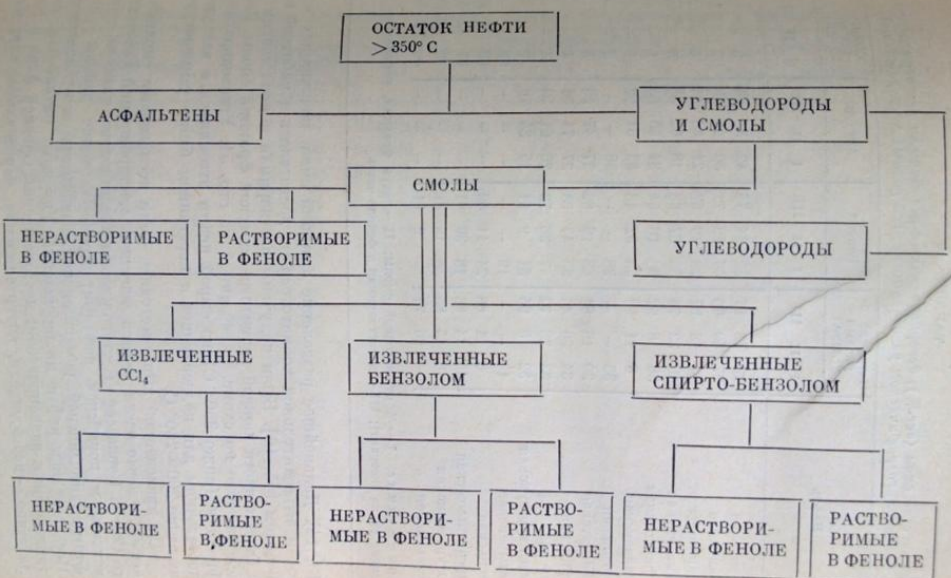 ОСТАТОК НЕФТИ
> 350° С
АСФАЛЬТЕНЫ
УГЛЕВОДОРОДЫ
И СМОЛЫ
СМОЛЫ
НЕРАСТВОРИМЫЕ
В ФЕНОЛЕ
РАСТВОРИМЫЕ
В ФЕНОЛЕ
УГЛЕВОДОРОДЫ
ИЗВЛЕЧЕННЫЕ
CCl₄
ИЗВЛЕЧЕННЫЕ
БЕНЗОЛОМ
ИЗВЛЕЧЕННЫЕ
СПИРТО-БЕНЗОЛОМ
НЕРАСТВОРИ-
МЫЕ В ФЕНОЛЕ
РАСТВО-
РИМЫЕ
В ФЕНОЛЕ
НЕРАСТВОРИ-
МЫЕ В ФЕНОЛЕ
РАСТВО-
РИМЫЕ
В ФЕНОЛЕ
НЕРАСТВОРИ-
МЫЕ В ФЕНОЛЕ
РАСТВО-
РИМЫЕ
В ФЕНОЛЕ